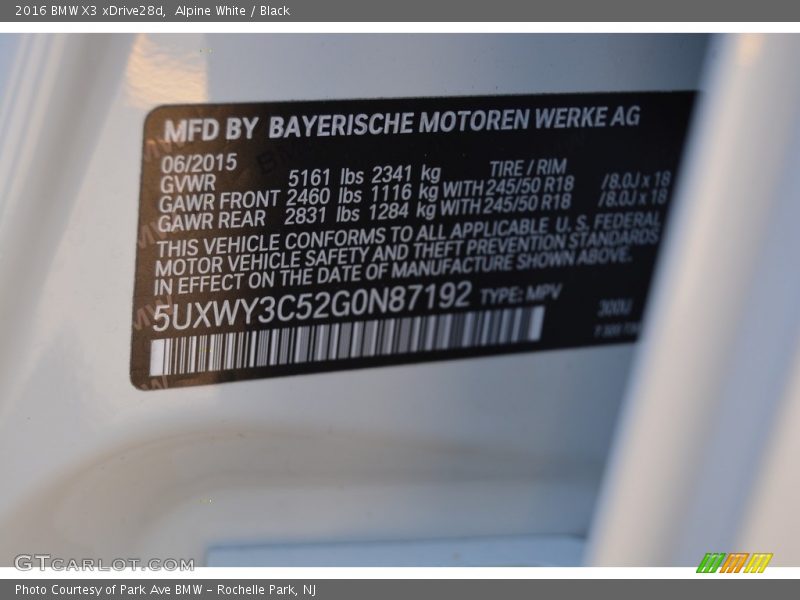 2016 BMW X3 xDrive28d, Alpine White / Black
MFD BY BAYERISCHE MOTOREN WERKE AG
06/2015 TIRE / RIM
GVWR 5161 lbs 2341 kg
GAWR FRONT 2460 lbs 1116 kg WITH 245/50 R18 /8.0J x 18
GAWR REAR 2831 lbs 1284 kg WITH 245/50 R18 /8.0J x 18
THIS VEHICLE CONFORMS TO ALL APPLICABLE U. S. FEDERAL
MOTOR VEHICLE SAFETY AND THEFT PREVENTION STANDARDS
IN EFFECT ON THE DATE OF MANUFACTURE SHOWN ABOVE.
5UXWY3C52G0N87192 TYPE: MPV
300U
GTCARLOT.COM
Photo Courtesy of Park Ave BMW – Rochelle Park, NJ